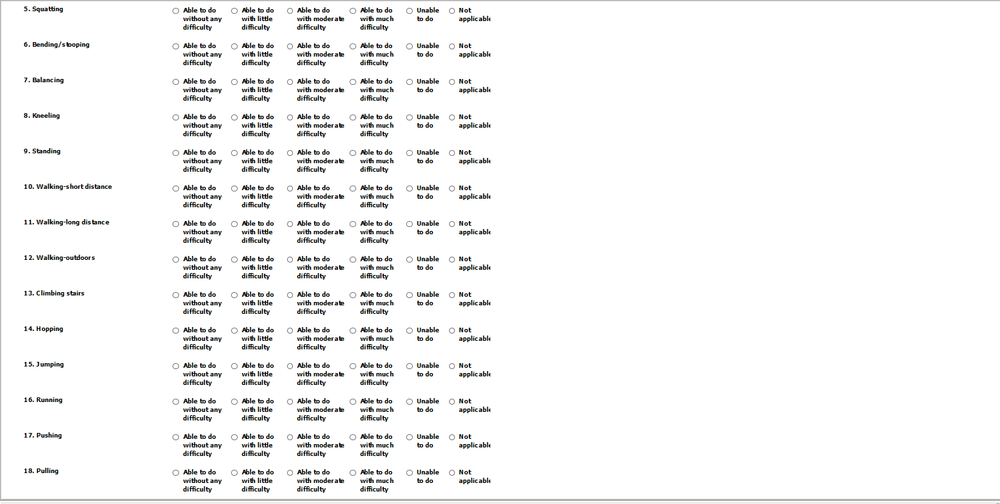 5. Squatting
Able to do Able to do Able to do Able to do Unable Not
without any with little with moderate with much to do applicable
difficulty difficulty difficulty difficulty
6. Bending/stooping
Able to do Able to do Able to do Able to do Unable Not
without any with little with moderate with much to do applicable
difficulty difficulty difficulty difficulty
7. Balancing
Able to do Able to do Able to do Able to do Unable Not
without any with little with moderate with much to do applicable
difficulty difficulty difficulty difficulty
8. Kneeling
Able to do Able to do Able to do Able to do Unable Not
without any with little with moderate with much to do applicable
difficulty difficulty difficulty difficulty
9. Standing
Able to do Able to do Able to do Able to do Unable Not
without any with little with moderate with much to do applicable
difficulty difficulty difficulty difficulty
10. Walking-short distance
Able to do Able to do Able to do Able to do Unable Not
without any with little with moderate with much to do applicable
difficulty difficulty difficulty difficulty
11. Walking-long distance
Able to do Able to do Able to do Able to do Unable Not
without any with little with moderate with much to do applicable
difficulty difficulty difficulty difficulty
12. Walking-outdoors
Able to do Able to do Able to do Able to do Unable Not
without any with little with moderate with much to do applicable
difficulty difficulty difficulty difficulty
13. Climbing stairs
Able to do Able to do Able to do Able to do Unable Not
without any with little with moderate with much to do applicable
difficulty difficulty difficulty difficulty
14. Hopping
Able to do Able to do Able to do Able to do Unable Not
without any with little with moderate with much to do applicable
difficulty difficulty difficulty difficulty
15. Jumping
Able to do Able to do Able to do Able to do Unable Not
without any with little with moderate with much to do applicable
difficulty difficulty difficulty difficulty
16. Running
Able to do Able to do Able to do Able to do Unable Not
without any with little with moderate with much to do applicable
difficulty difficulty difficulty difficulty
17. Pushing
Able to do Able to do Able to do Able to do Unable Not
without any with little with moderate with much to do applicable
difficulty difficulty difficulty difficulty
18. Pulling
Able to do Able to do Able to do Able to do Unable Not
without any with little with moderate with much to do applicable
difficulty difficulty difficulty difficulty